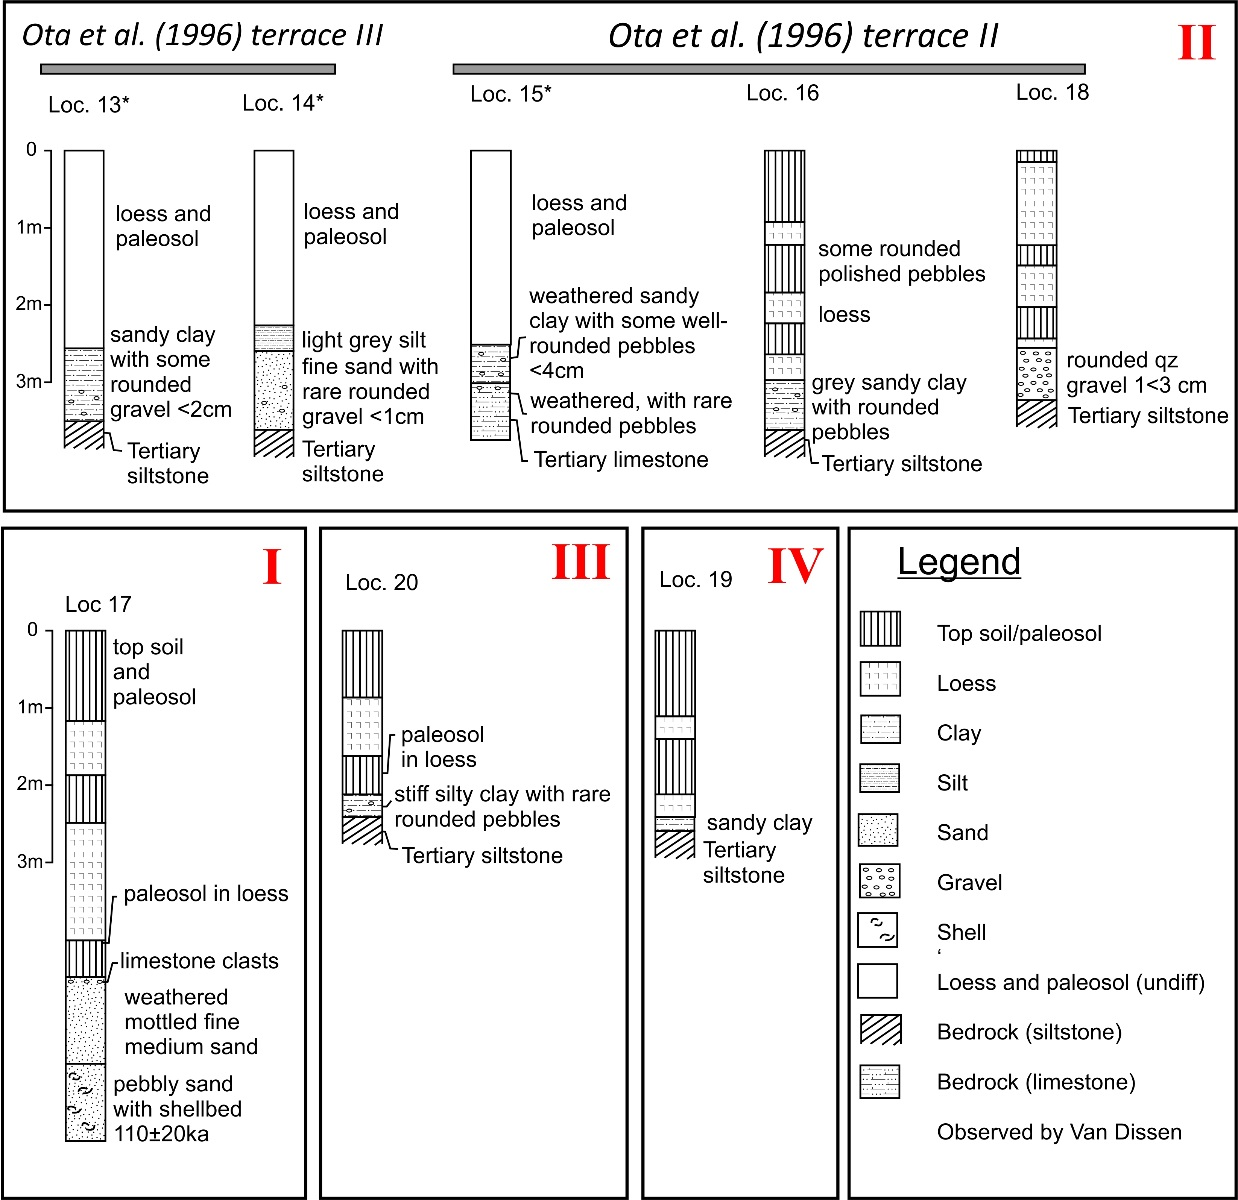 Ota et al. (1996) terrace III
Ota et al. (1996) terrace II
II
Loc. 13*
Loc. 14*
Loc. 15*
Loc. 16
Loc. 18
0
1m
2m
3m
loess and
paleosol
sandy clay
with some
rounded
gravel <2cm
Tertiary
siltstone
loess and
paleosol
light grey silt
fine sand with
rare rounded
gravel <1cm
Tertiary
siltstone
loess and
paleosol
weathered sandy
clay with some well-
rounded pebbles
<4cm
weathered, with rare
rounded pebbles
Tertiary limestone
some rounded
polished pebbles
loess
grey sandy clay
with rounded
pebbles
Tertiary siltstone
rounded qz
gravel 1<3 cm
Tertiary siltstone
I
Loc 17
0
1m
2m
3m
top soil
and
paleosol
paleosol in loess
limestone clasts
weathered
mottled fine
medium sand
pebbly sand
with shellbed
110±20ka
III
Loc. 20
paleosol
in loess
stiff silty clay with rare
rounded pebbles
Tertiary siltstone
IV
Loc. 19
sandy clay
Tertiary
siltstone
Legend
Top soil/paleosol
Loess
Clay
Silt
Sand
Gravel
Shell
‘
Loess and paleosol (undiff)
Bedrock (siltstone)
Bedrock (limestone)
Observed by Van Dissen